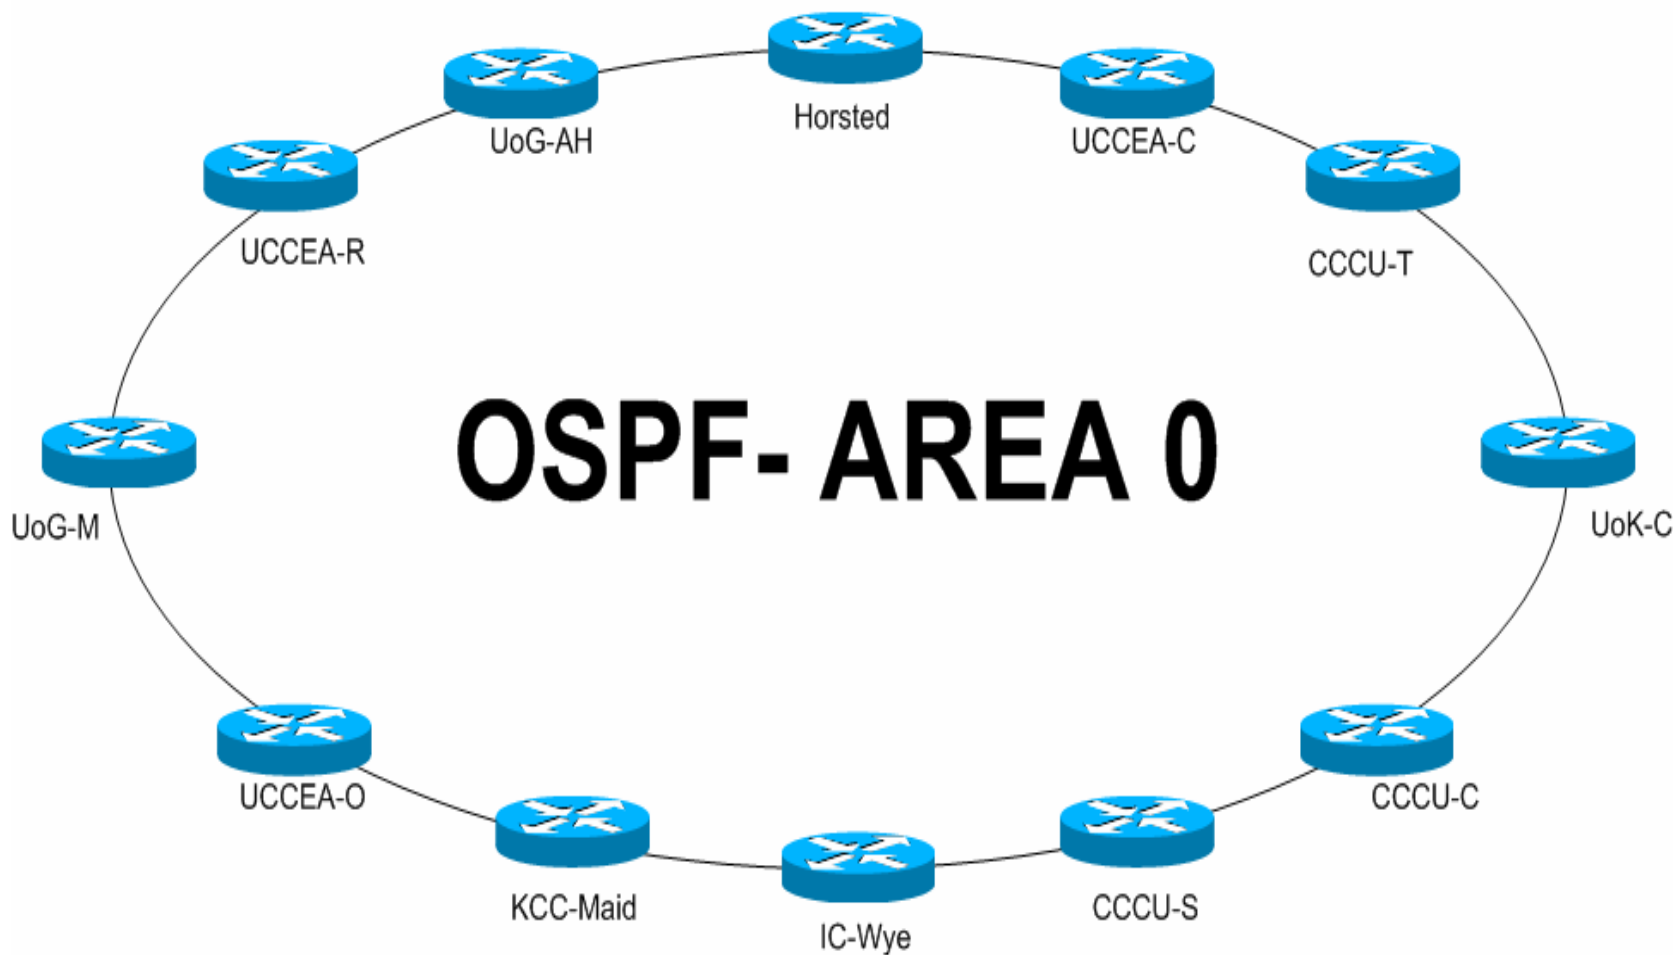 Horsted
UoG-AH
UCCEA-C
UCCEA-R
CCCU-T
OSPF- AREA 0
UoG-M
UoK-C
UCCEA-O
CCCU-C
KCC-Maid
CCCU-S
IC-Wye